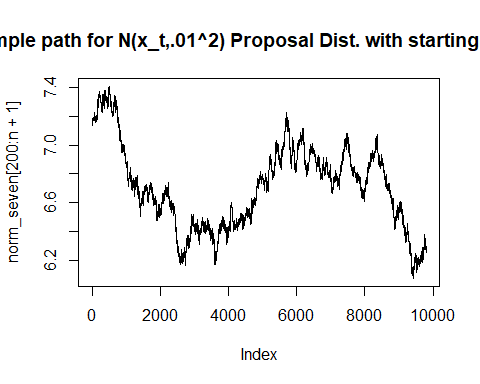 mple path for N(x_t,.01^2) Proposal Dist. with starting
norm_seven[200:n + 1]
7.4
7.0
6.6
6.2
0 2000 4000 6000 8000 10000
Index